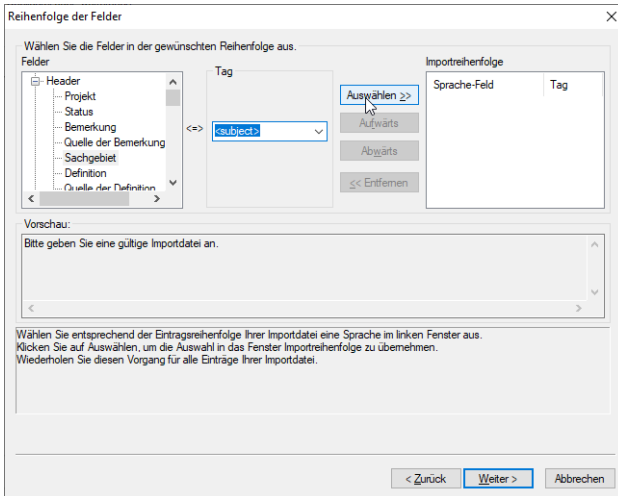 Reihenfolge der Felder
Wählen Sie die Felder in der gewünschten Reihenfolge aus.
Felder
Header
Projekt
Status
Bemerkung
Quelle der Bemerkung
Sachgebiet
Definition
Quelle der Definition
<=>
Tag
<subject>
Auswählen >>
Aufwärts
Abwärts
<< Entfernen
Importreihenfolge
Sprache-Feld Tag
Vorschau:
Bitte geben Sie eine gültige Importdatei an.
Wählen Sie entsprechend der Eintragsreihenfolge Ihrer Importdatei eine Sprache im linken Fenster aus.
Klicken Sie auf Auswählen, um die Auswahl in das Fenster Importreihenfolge zu übernehmen.
Wiederholen Sie diesen Vorgang für alle Einträge Ihrer Importdatei.
< Zurück Weiter > Abbrechen